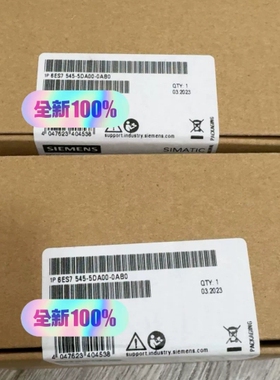 1P 6ES7 545-5DA00-0AB0
QTY: 1
03.2023
全新100%
4 047623 404538
support.industry.siemens.com
PACKAGING
SIEMENS
SIMATIC
1P 6ES7 545-5DA00-0AB0
QTY: 1
03.2023
全新100%
4 047623 404538
support.industry.siemens.com
PACKAGING